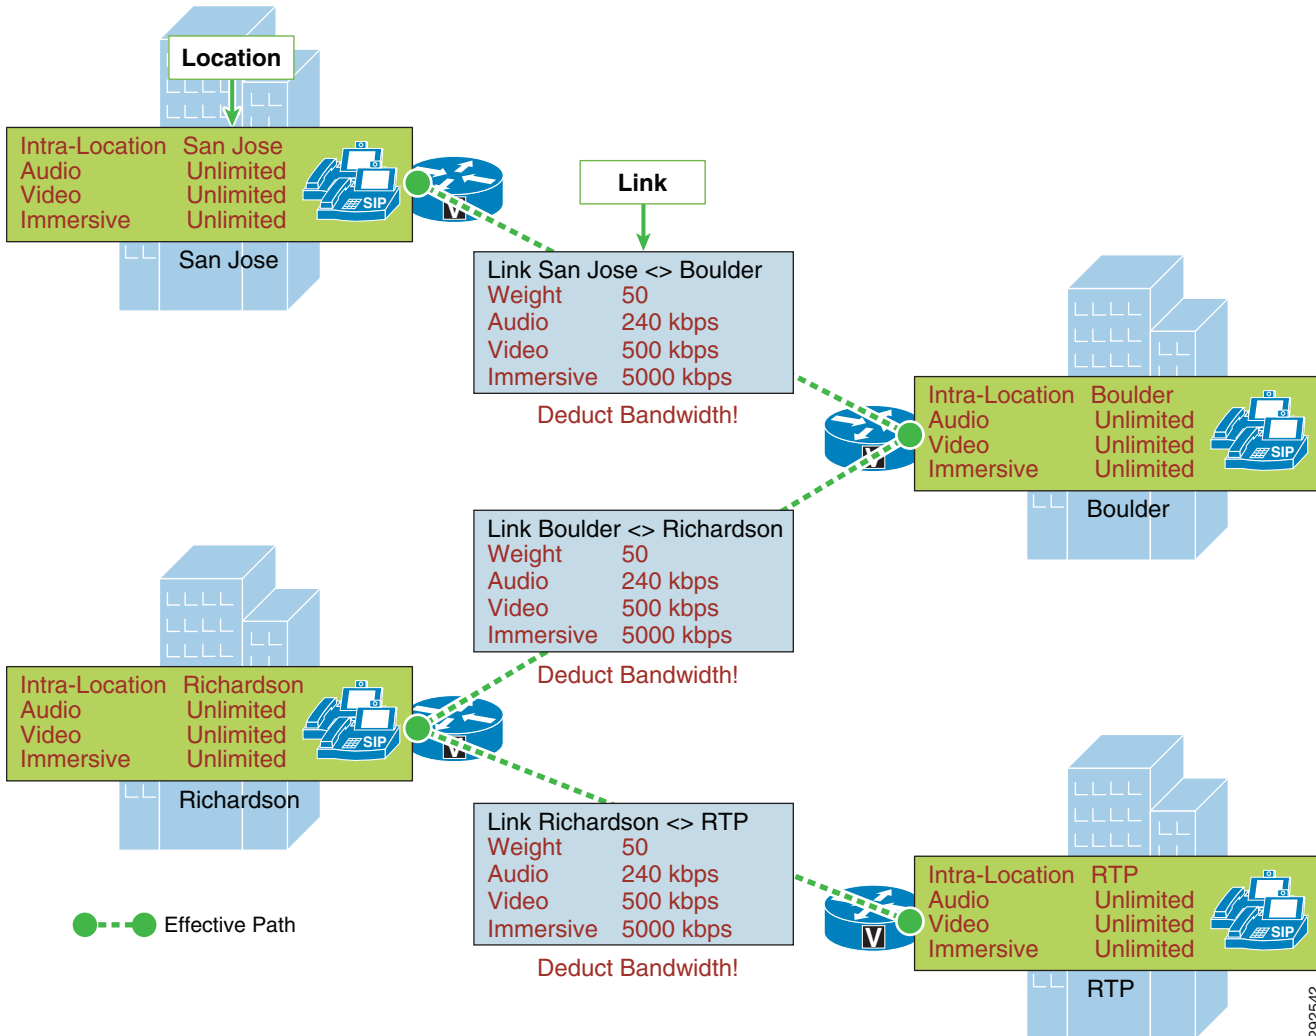 Location
Intra-Location San Jose
Audio Unlimited
Video Unlimited
Immersive Unlimited
SIP
V
San Jose
Link
Link San Jose <> Boulder
Weight 50
Audio 240 kbps
Video 500 kbps
Immersive 5000 kbps
Deduct Bandwidth!
Intra-Location Boulder
Audio Unlimited
Video Unlimited
Immersive Unlimited
SIP
V
Boulder
Link Boulder <> Richardson
Weight 50
Audio 240 kbps
Video 500 kbps
Immersive 5000 kbps
Deduct Bandwidth!
Intra-Location Richardson
Audio Unlimited
Video Unlimited
Immersive Unlimited
SIP
V
Richardson
Link Richardson <> RTP
Weight 50
Audio 240 kbps
Video 500 kbps
Immersive 5000 kbps
Deduct Bandwidth!
Intra-Location RTP
Audio Unlimited
Video Unlimited
Immersive Unlimited
SIP
V
RTP
Effective Path
292542